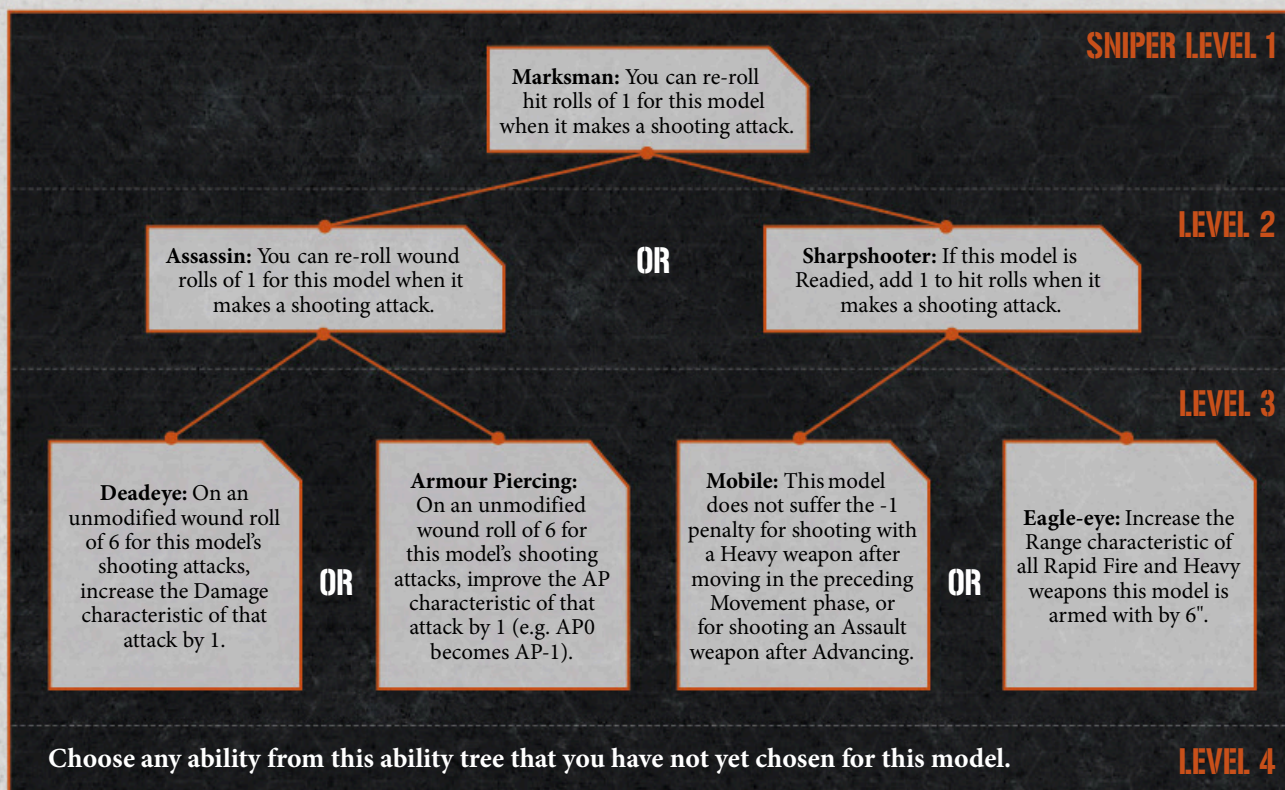 SNIPER LEVEL 1
Marksman: You can re-roll
hit rolls of 1 for this model
when it makes a shooting attack.
LEVEL 2
Assassin: You can re-roll wound
rolls of 1 for this model when it
makes a shooting attack.
OR
Sharpshooter: If this model is
Readied, add 1 to hit rolls when it
makes a shooting attack.
LEVEL 3
Deadeye: On an
unmodified wound roll
of 6 for this model's
shooting attacks,
increase the Damage
characteristic of that
attack by 1.
OR
Armour Piercing:
On an unmodified
wound roll of 6 for
this model's shooting
attacks, improve the AP
characteristic of that
attack by 1 (e.g. AP0
becomes AP-1).
Mobile: This model
does not suffer the -1
penalty for shooting with
a Heavy weapon after
moving in the preceding
Movement phase, or
for shooting an Assault
weapon after Advancing.
OR
Eagle-eye: Increase the
Range characteristic of
all Rapid Fire and Heavy
weapons this model is
armed with by 6".
Choose any ability from this ability tree that you have not yet chosen for this model.
LEVEL 4